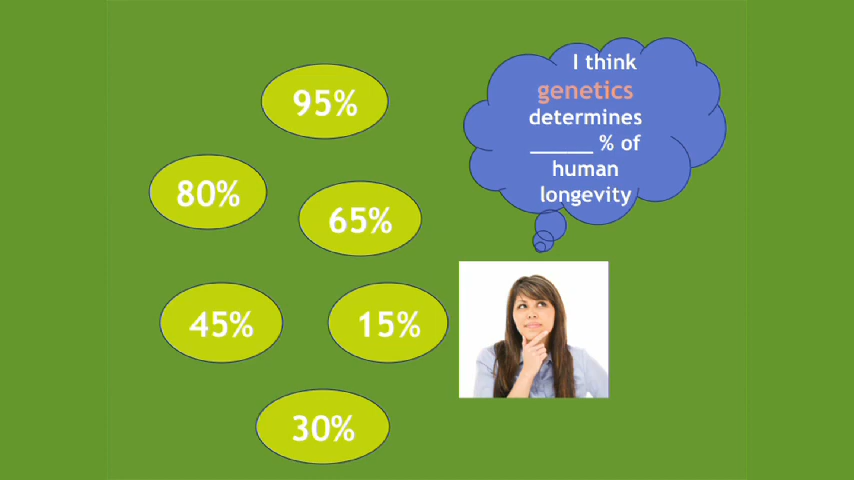 I think
genetics
determines
______ % of
human
longevity
95%
80%
65%
45%
15%
30%